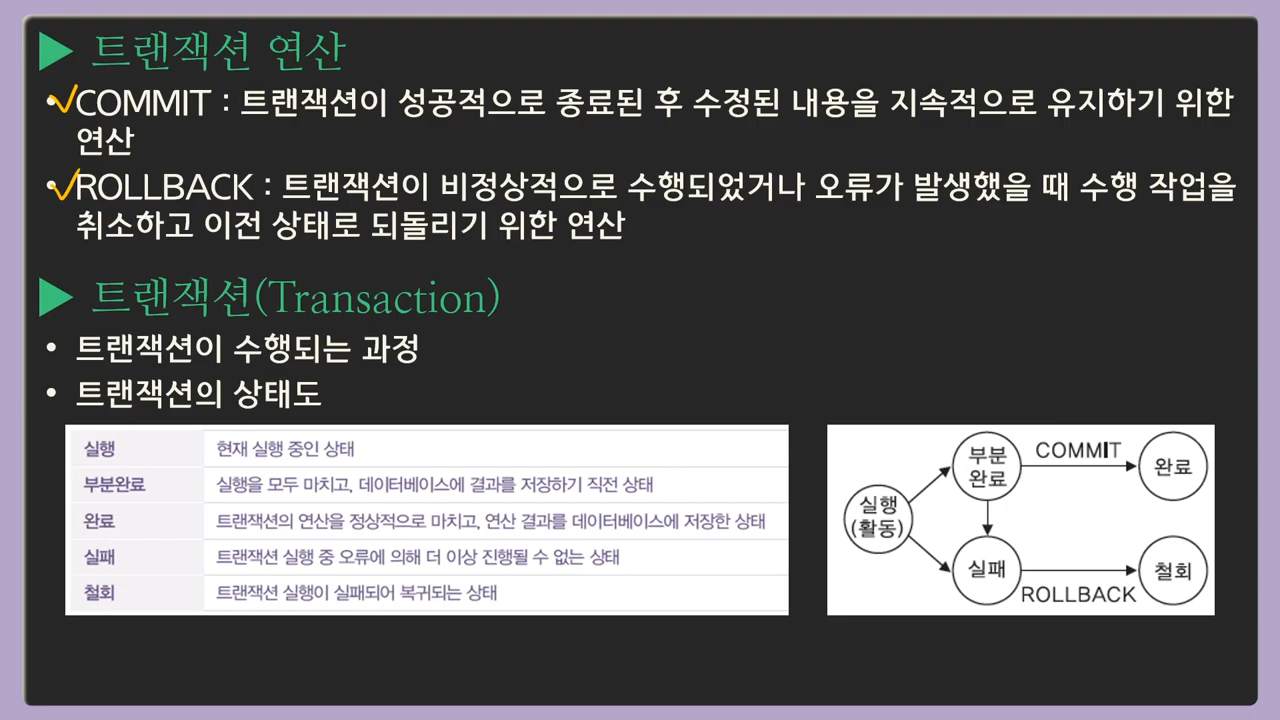 ▶ 트랜잭션 연산
• COMMIT : 트랜잭션이 성공적으로 종료된 후 수정된 내용을 지속적으로 유지하기 위한
연산
• ROLLBACK : 트랜잭션이 비정상적으로 수행되었거나 오류가 발생했을 때 수행 작업을
취소하고 이전 상태로 되돌리기 위한 연산
▶ 트랜잭션(Transaction)
• 트랜잭션이 수행되는 과정
• 트랜잭션의 상태도
실행 현재 실행 중인 상태
부분완료 실행을 모두 마치고, 데이터베이스에 결과를 저장하기 직전 상태
완료 트랜잭션의 연산을 정상적으로 마치고, 연산 결과를 데이터베이스에 저장한 상태
실패 트랜잭션 실행 중 오류에 의해 더 이상 진행될 수 없는 상태
철회 트랜잭션 실행이 실패되어 복귀되는 상태
실행
(활동)
부분
완료
COMMIT
완료
실패
ROLLBACK
철회